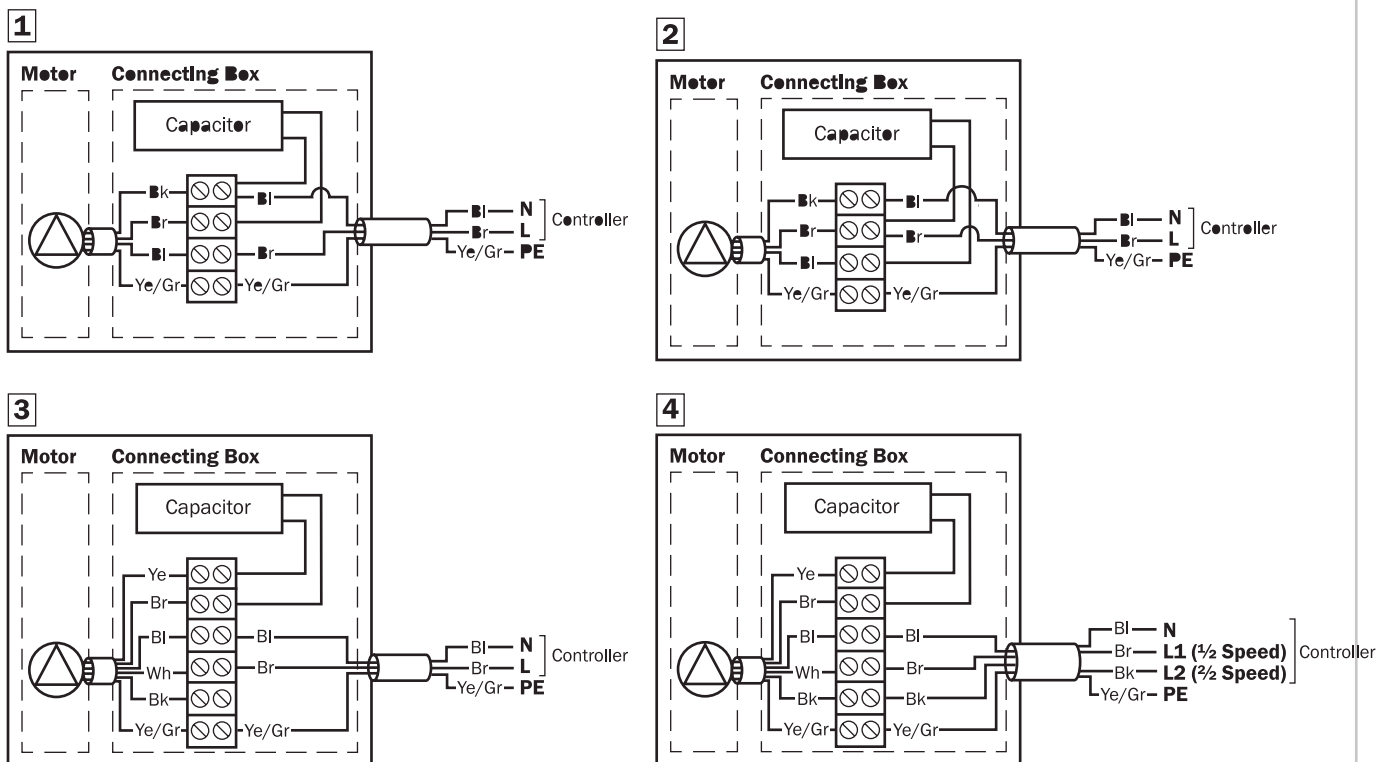 1
Motor Connecting Box
Capacitor
Bk Bl
Br
Bl Br
Ye/Gr Ye/Gr
Bl N
Br L
Ye/Gr PE
Controller
2
Motor Connecting Box
Capacitor
Bk Bl
Br Br
Bl
Ye/Gr Ye/Gr
Bl N
Br L
Ye/Gr PE
Controller
3
Motor Connecting Box
Capacitor
Ye
Br
Bl Bl
Wh Br
Bk
Ye/Gr Ye/Gr
Bl N
Br L
Ye/Gr PE
Controller
4
Motor Connecting Box
Capacitor
Ye
Br
Bl Bl
Wh Br
Bk Bk
Ye/Gr Ye/Gr
Bl N
Br L1 (½ Speed)
Bk L2 (²⁄₂ Speed)
Ye/Gr PE
Controller